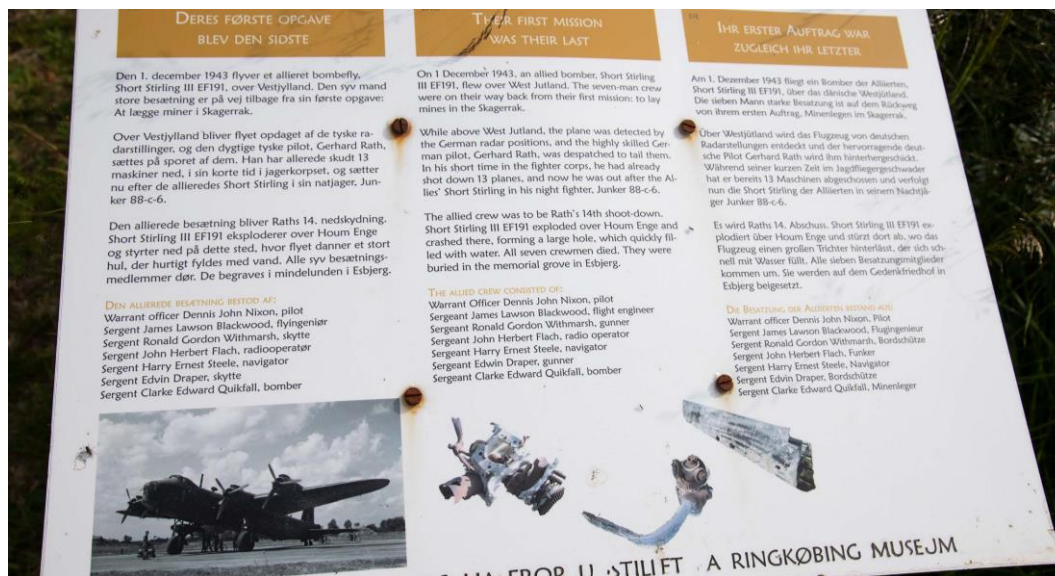 DERES FØRSTE OPGAVE
BLEV DEN SIDSTE
Den 1. december 1943 flyver et allieret bombefly,
Short Stirling III EF191, over Vestjylland. Den syv mand
store besætning er på vej tilbage fra sin første opgave:
At lægge miner i Skagerrak.
Over Vestjylland bliver flyet opdaget af de tyske ra-
darstillinger, og den dygtige tyske pilot, Gerhard Rath,
sættes på sporet af dem. Han har allerede skudt 13
maskiner ned, i sin korte tid i jagerkorpset, og sætter
nu efter de allieredes Short Stirling i sin natjager, Jun-
ker 88-c-6.
Den allierede besætning bliver Raths 14. nedskydning.
Short Stirling III EF191 eksploderer over Houm Enge
og styrter ned på dette sted, hvor flyet danner et stort
hul, der hurtigt fyldes med vand. Alle syv besætnings-
medlemmer dør. De begraves i mindelunden i Esbjerg.
DEN ALLIEREDE BESÆTNING BESTOD AF:
Warrant Officer Dennis John Nixon, pilot
Sergent James Lawson Blackwood, flyingeniør
Sergent Ronald Gordon Withmarsh, skytte
Sergent John Herbert Flach, radiooperatør
Sergent Harry Ernest Steele, navigator
Sergent Edvin Draper, skytte
Sergent Clarke Edward Quikfall, bomber
THEIR FIRST MISSION
WAS THEIR LAST
On 1 December 1943, an allied bomber, Short Stirling
III EF191, flew over West Jutland. The seven-man crew
were on their way back from their first mission: to lay
mines in the Skagerrak.
While above West Jutland, the plane was detected by
the German radar positions, and the highly skilled Ger-
man pilot, Gerhard Rath, was despatched to tail them.
In his short time in the fighter corps, he had already
shot down 13 planes, and now he was out after the Al-
lies' Short Stirling in his night fighter, Junker 88-c-6.
The allied crew was to be Rath's 14th shoot-down.
Short Stirling III EF191 exploded over Houm Enge and
crashed there, forming a large hole, which quickly fil-
led with water. All seven crewmen died. They were
buried in the memorial grove in Esbjerg.
THE ALLIED CREW CONSISTED OF:
Warrant Officer Dennis John Nixon, pilot
Sergeant James Lawson Blackwood, flight engineer
Sergeant Ronald Gordon Withmarsh, gunner
Sergeant John Herbert Flach, radio operator
Sergeant Harry Ernest Steele, navigator
Sergeant Edwin Draper, gunner
Sergeant Clarke Edward Quikfall, bomber
IHR ERSTER AUFTRAG WAR
ZUGLEICH IHR LETZTER
Am 1. Dezember 1943 fliegt ein Bomber der Alliierten,
Short Stirling III EF191, über das dänische Westjütland.
Die sieben Mann starke Besatzung ist auf dem Rückweg
von ihrem ersten Auftrag, Minenlegen im Skagerrak.
Über Westjütland wird das Flugzeug von deutschen
Radarstellungen entdeckt und der hervorragende deut-
sche Pilot Gerhard Rath wird ihm hinterhergeschickt.
Während seiner kurzen Zeit im Jagdfliegergeschwader
hat er bereits 13 Maschinen abgeschossen und verfolgt
nun die Short Stirling der Alliierten in seinem Nachtjä-
ger Junker 88-c-6.
Es wird Raths 14. Abschuss. Short Stirling III EF191 ex-
plodiert über Houm Enge und stürzt dort ab, wo das
Flugzeug einen großen Trichter hinterlässt, der sich sch-
nell mit Wasser füllt. Alle sieben Besatzungsmitglieder
kommen um. Sie werden auf dem Gedenkfriedhof in
Esbjerg beigesetzt.
DIE BESATZUNG DER ALLIIERTEN BESTAND AUS:
Warrant officer Dennis John Nixon, Pilot
Sergent James Lawson Blackwood, Flugingenieur
Sergent Ronald Gordon Withmarsh, Bordschütze
Sergent John Herbert Flach, Funker
Sergent Harry Ernest Steele, Navigator
Sergent Edvin Draper, Bordschütze
Sergent Clarke Edward Quikfall, Minenleger
A RINGKØBING MUSEUM